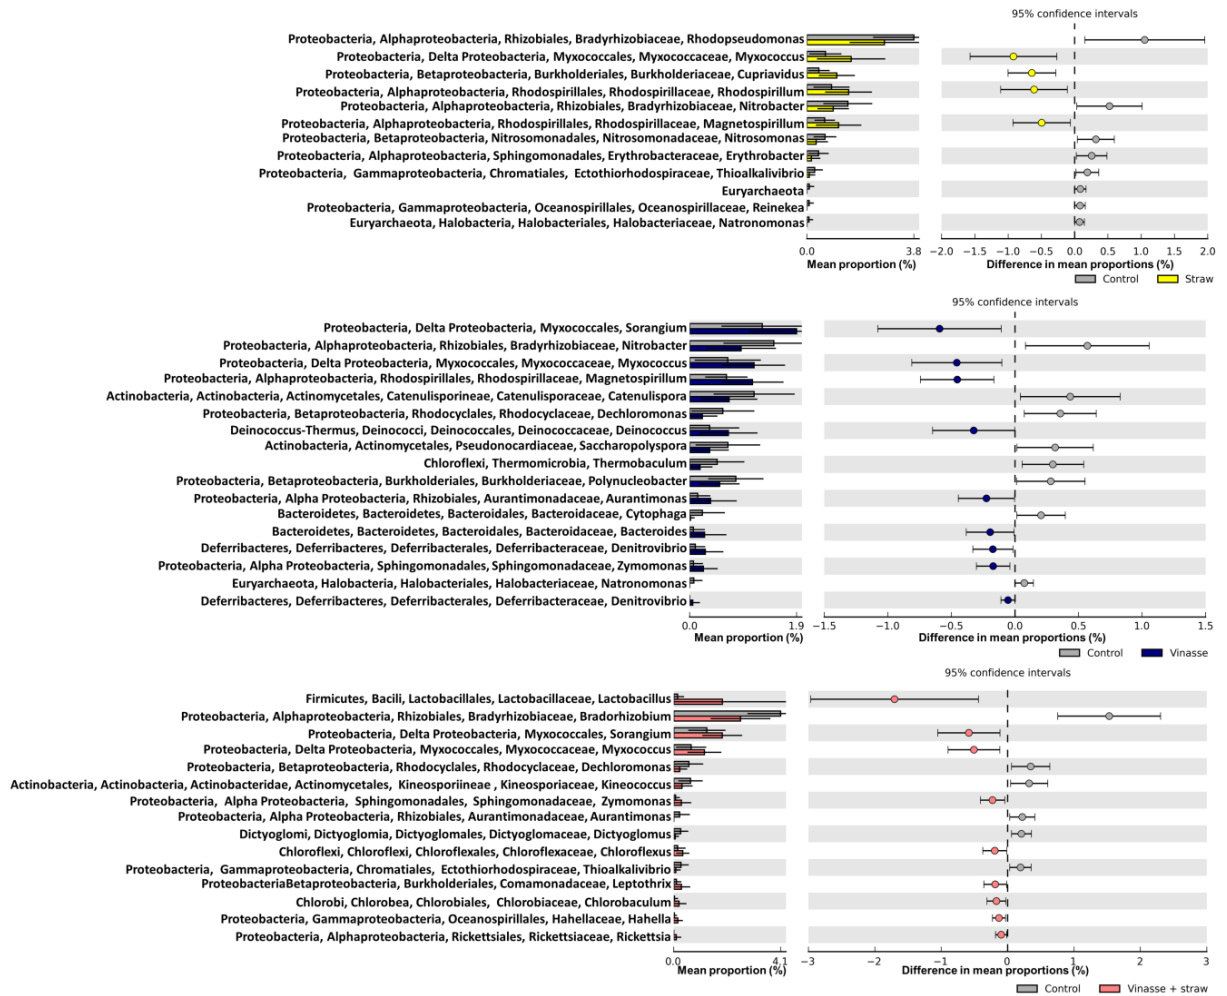 95% confidence intervals
Proteobacteria, Alphaproteobacteria, Rhizobiales, Bradyrhizobiaceae, Rhodopseudomonas
Proteobacteria, Delta Proteobacteria, Myxococcales, Myxococcaceae, Myxococcus
Proteobacteria, Betaproteobacteria, Burkholderiales, Burkholderiaceae, Cupriavidus
Proteobacteria, Alphaproteobacteria, Rhodospirillales, Rhodospirillaceae, Rhodospirillum
Proteobacteria, Alphaproteobacteria, Rhizobiales, Bradyrhizobiaceae, Nitrobacter
Proteobacteria, Alphaproteobacteria, Rhodospirillales, Rhodospirillaceae, Magnetospirillum
Proteobacteria, Betaproteobacteria, Nitrosomonadales, Nitrosomonadaceae, Nitrosomonas
Proteobacteria, Alphaproteobacteria, Sphingomonadales, Erythrobacteraceae, Erythrobacter
Proteobacteria, Gammaproteobacteria, Chromatiales, Ectothiorhodospiraceae, Thioalkalivibrio
Euryarchaeota
Proteobacteria, Gammaproteobacteria, Oceanospirillales, Oceanospirillaceae, Reinekea
Euryarchaeota, Halobacteria, Halobacteriales, Halobacteriaceae, Natronomonas
0.0 3.8 −2.0 −1.5 −1.0 −0.5 0.0 0.5 1.0 1.5 2.0
Mean proportion (%) Difference in mean proportions (%)
Control Straw
95% confidence intervals
Proteobacteria, Delta Proteobacteria, Myxococcales, Sorangium
Proteobacteria, Alphaproteobacteria, Rhizobiales, Bradyrhizobiaceae, Nitrobacter
Proteobacteria, Delta Proteobacteria, Myxococcales, Myxococcaceae, Myxococcus
Proteobacteria, Alphaproteobacteria, Rhodospirillales, Rhodospirillaceae, Magnetospirillum
Actinobacteria, Actinobacteria, Actinomycetales, Catenulisporineae, Catenulisporaceae, Catenulispora
Proteobacteria, Betaproteobacteria, Rhodocyclales, Rhodocyclaceae, Dechloromonas
Deinococcus-Thermus, Deinococci, Deinococcales, Deinococcaceae, Deinococcus
Actinobacteria, Actinomycetales, Pseudonocardiaceae, Saccharopolyspora
Chloroflexi, Thermomicrobia, Thermobaculum
Proteobacteria, Betaproteobacteria, Burkholderiales, Burkholderiaceae, Polynucleobacter
Proteobacteria, Alpha Proteobacteria, Rhizobiales, Aurantimonadaceae, Aurantimonas
Bacteroidetes, Bacteroidetes, Bacteroidales, Bacteroidaceae, Cytophaga
Bacteroidetes, Bacteroidetes, Bacteroidales, Bacteroidaceae, Bacteroides
Deferribacteres, Deferribacteres, Deferribacterales, Deferribacteraceae, Denitrovibrio
Proteobacteria, Alpha Proteobacteria, Sphingomonadales, Sphingomonadaceae, Zymomonas
Euryarchaeota, Halobacteria, Halobacteriales, Halobacteriaceae, Natronomonas
Deferribacteres, Deferribacteres, Deferribacterales, Deferribacteraceae, Denitrovibrio
0.0 1.9 −1.5 −1.0 −0.5 0.0 0.5 1.0 1.5
Mean proportion (%) Difference in mean proportions (%)
Control Vinasse
95% confidence intervals
Firmicutes, Bacili, Lactobacillales, Lactobacillaceae, Lactobacillus
Proteobacteria, Alphaproteobacteria, Rhizobiales, Bradyrhizobiaceae, Bradorhizobium
Proteobacteria, Delta Proteobacteria, Myxococcales, Sorangium
Proteobacteria, Delta Proteobacteria, Myxococcales, Myxococcaceae, Myxococcus
Proteobacteria, Betaproteobacteria, Rhodocyclales, Rhodocyclaceae, Dechloromonas
Actinobacteria, Actinobacteria, Actinobacteridae, Actinomycetales, Kineosporiineae , Kineosporiaceae, Kineococcus
Proteobacteria, Alpha Proteobacteria, Sphingomonadales, Sphingomonadaceae, Zymomonas
Proteobacteria, Alpha Proteobacteria, Rhizobiales, Aurantimonadaceae, Aurantimonas
Dictyoglomi, Dictyoglomia, Dictyoglomales, Dictyoglomaceae, Dictyoglomus
Chloroflexi, Chloroflexi, Chloroflexales, Chloroflexaceae, Chloroflexus
Proteobacteria, Gammaproteobacteria, Chromatiales, Ectothiorhodospiraceae, Thioalkalivibrio
ProteobacteriaBetaproteobacteria, Burkholderiales, Comamonadaceae, Leptothrix
Chlorobi, Chlorobea, Chlorobiales, Chlorobiaceae, Chlorobaculum
Proteobacteria, Gammaproteobacteria, Oceanospirillales, Hahellaceae, Hahella
Proteobacteria, Alphaproteobacteria, Rickettsiales, Rickettsiaceae, Rickettsia
0.0 4.1 −3 −2 −1 0 1 2 3
Mean proportion (%) Difference in mean proportions (%)
Control Vinasse + straw